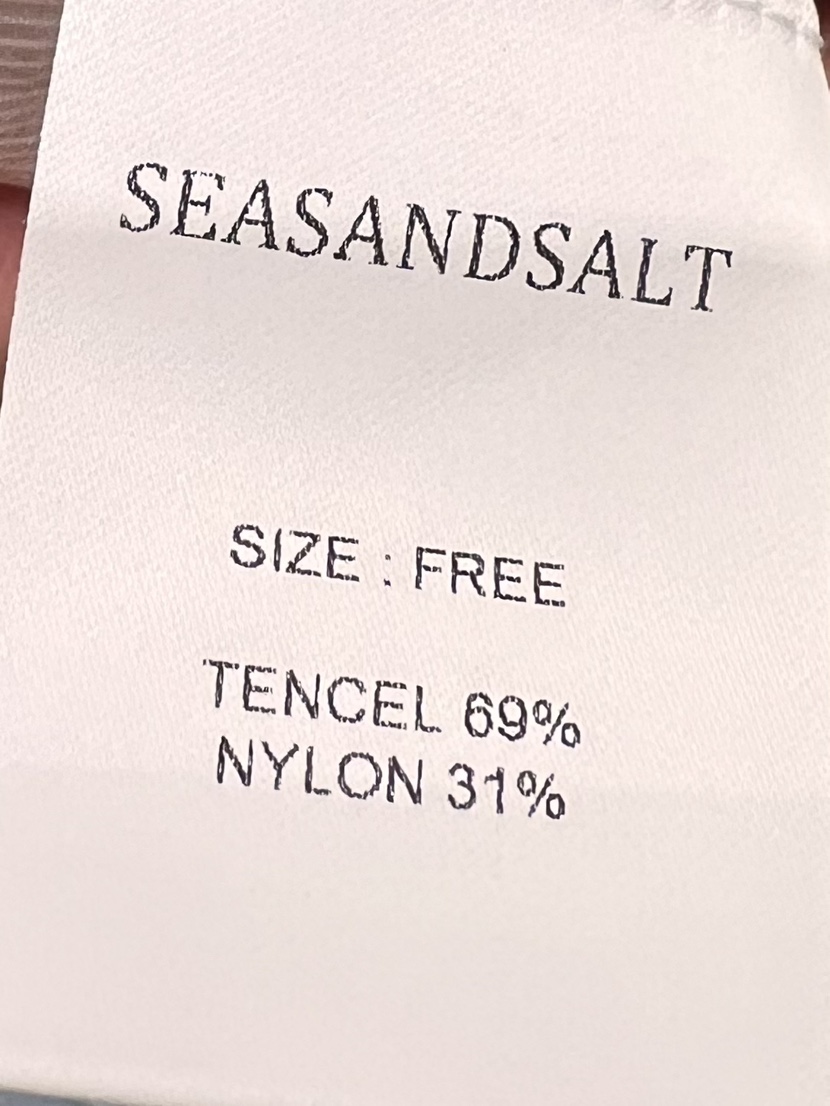 SEASANDSALT
SIZE : FREE
TENCEL 69%
NYLON 31%